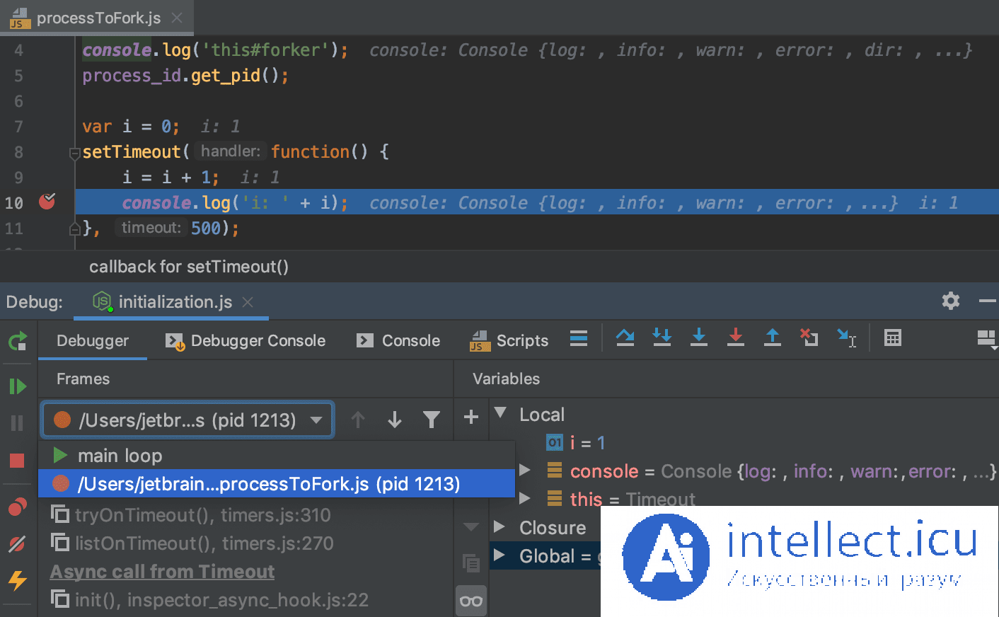 processToFork.js
4 console.log('this#forker'); console: Console {log: , info: , warn: , error: , dir: , ...}
5 process_id.get_pid();
6
7 var i = 0; i: 1
8 setTimeout( handler: function() {
9 i = i + 1; i: 1
10 console.log('i: ' + i); console: Console {log: , info: , warn: , error: , ...} i: 1
11 }, timeout: 500);
callback for setTimeout()
Debug: initialization.js
Debugger Debugger Console Console JS Scripts
Frames Variables
/Users/jetbr...s (pid 1213)
main loop
/Users/jetbrain...processToFork.js (pid 1213)
tryOnTimeout(), timers.js:310
listOnTimeout(), timers.js:270
Async call from Timeout
init(), inspector_async_hook.js:22
Local
01 i = 1
console = Console {log: , info: , warn:, error: , ...}
this = Timeout
Closure
Global =
Ai intellect.icu